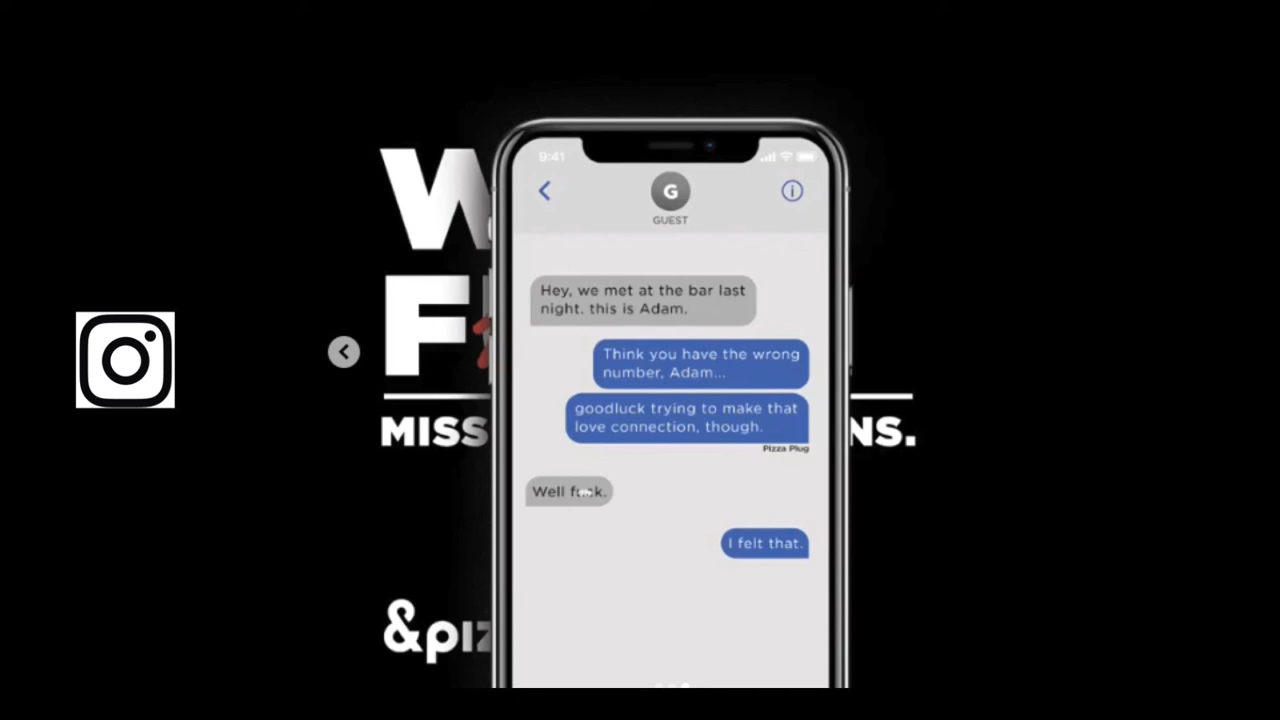 W
F
MISS
NS.
&piz
9:41
G
GUEST
Hey, we met at the bar last
night. this is Adam.
Think you have the wrong
number, Adam...
goodluck trying to make that
love connection, though.
Pizza Plug
Well
I felt that.